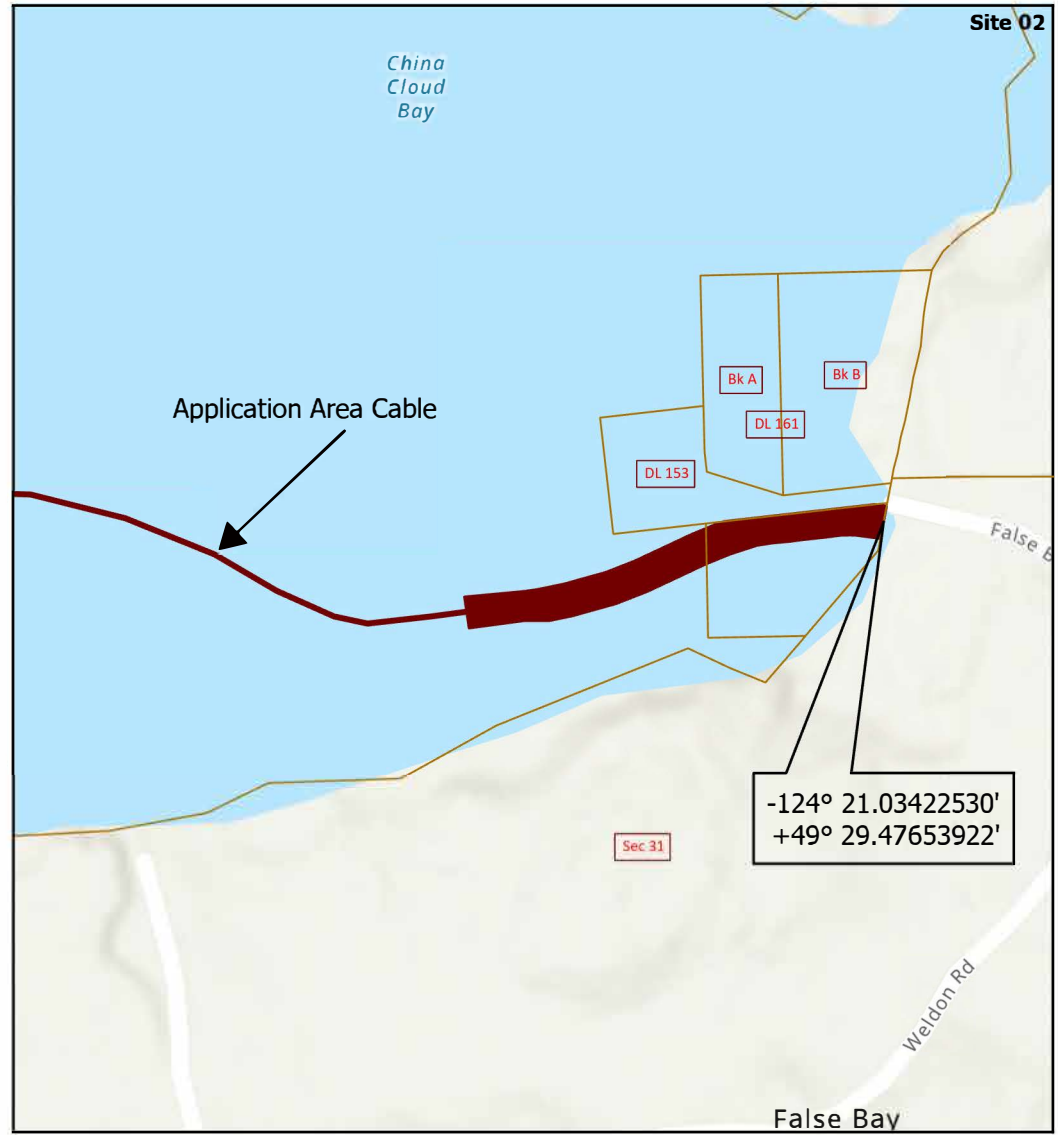 Site 02
China
Cloud
Bay
Application Area Cable
Bk A
Bk B
DL 161
DL 153
False B
-124° 21.03422530'
+49° 29.47653922'
Sec 31
Weldon Rd
False Bay